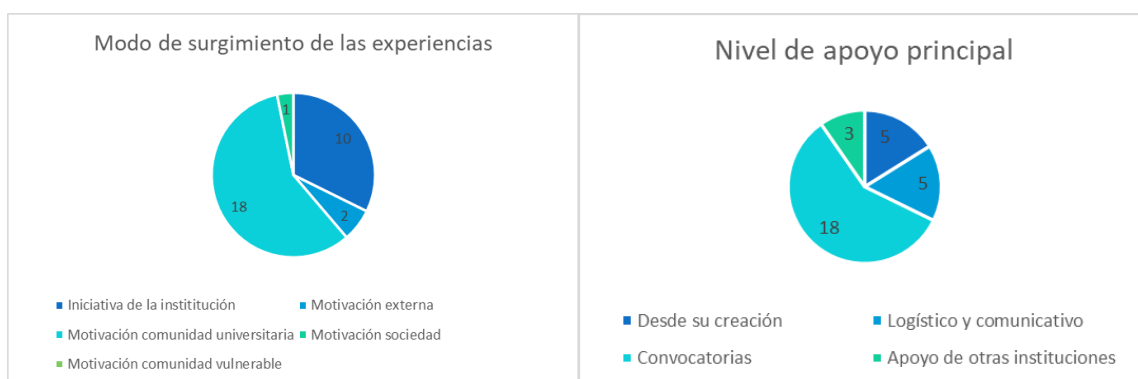 Modo de surgimiento de las experiencias
1
10
18
2
Iniciativa de la instititución
Motivación externa
Motivación comunidad universitaria
Motivación sociedad
Motivación comunidad vulnerable
Nivel de apoyo principal
3
5
5
18
Desde su creación
Logístico y comunicativo
Convocatorias
Apoyo de otras instituciones